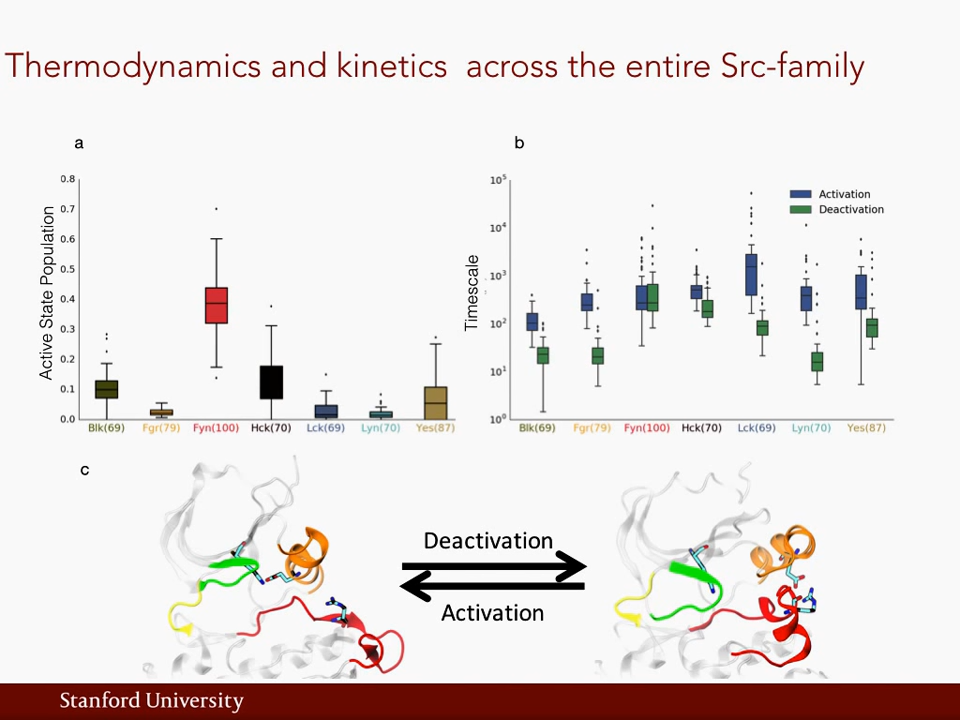 Thermodynamics and kinetics across the entire Src-family
a
Active State Population
0.8
0.7
0.6
0.5
0.4
0.3
0.2
0.1
0.0
Blk(69) Fgr(79) Fyn(100) Hck(70) Lck(69) Lyn(70) Yes(87)
b
Timescale
10⁵
10⁴
10³
10²
10¹
10⁰
Activation
Deactivation
Blk(69) Fgr(79) Fyn(100) Hck(70) Lck(69) Lyn(70) Yes(87)
c
Deactivation
Activation
Stanford University